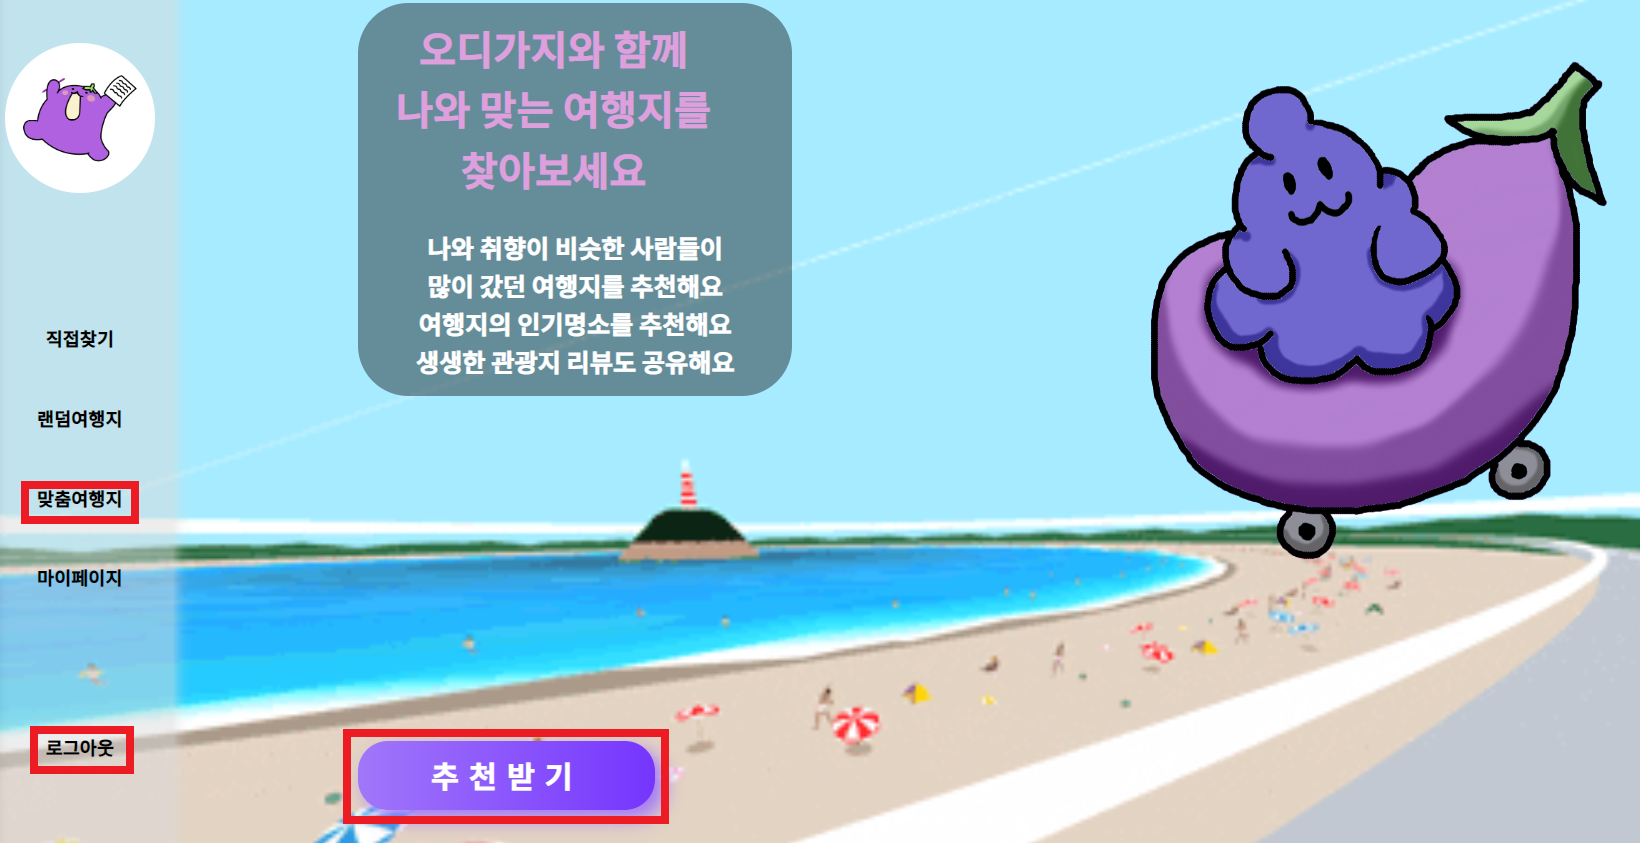 직접찾기
랜덤여행지
맞춤여행지
마이페이지
로그아웃
오디가지와 함께
나와 맞는 여행지를
찾아보세요
나와 취향이 비슷한 사람들이
많이 갔던 여행지를 추천해요
여행지의 인기명소를 추천해요
생생한 관광지 리뷰도 공유해요
추천받기